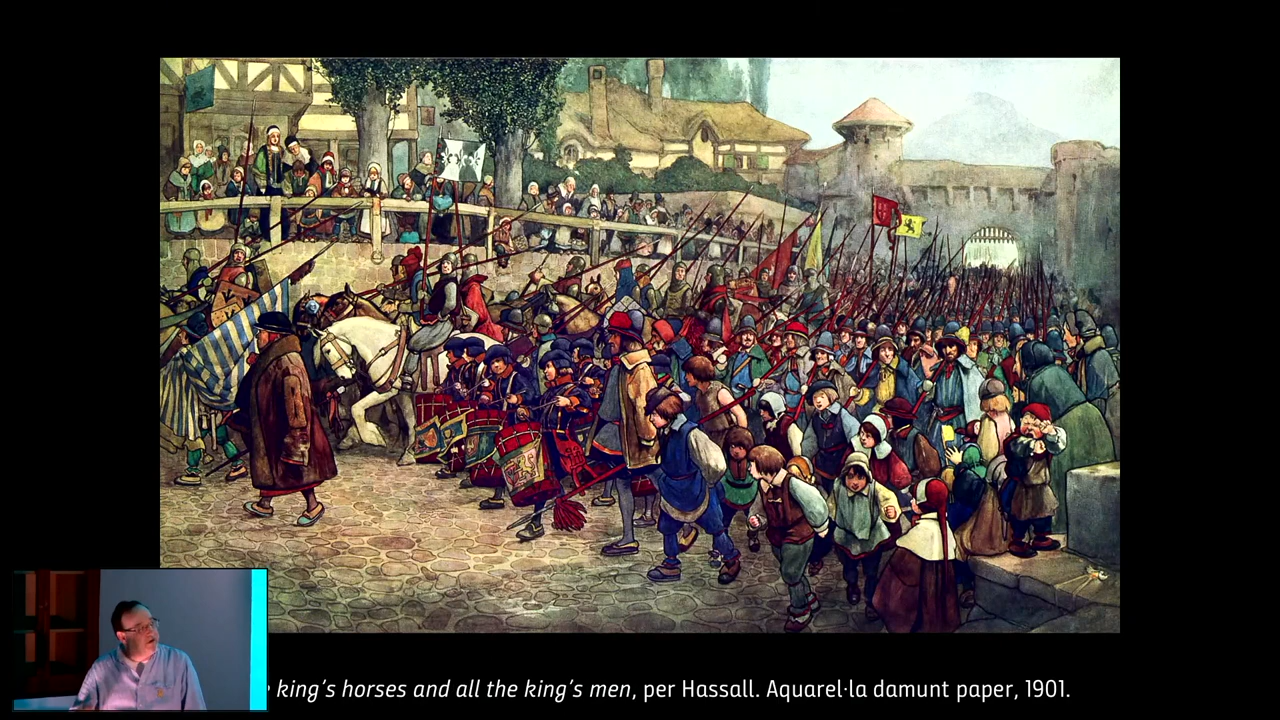 king's horses and all the king's men, per Hassall. Aquarel·la damunt paper, 1901.